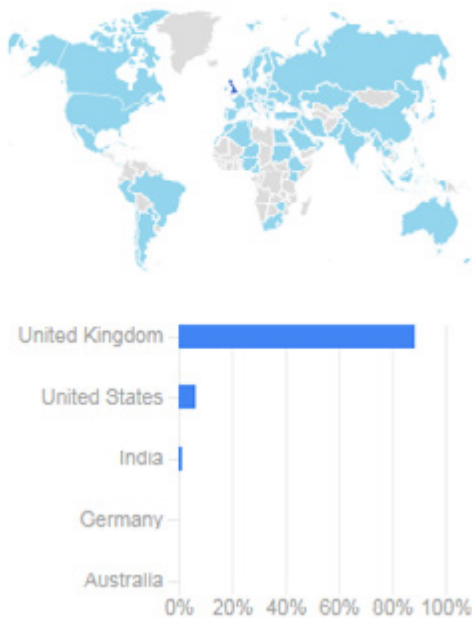 United Kingdom
United States
India
Germany
Australia
0% 20% 40% 60% 80% 100%